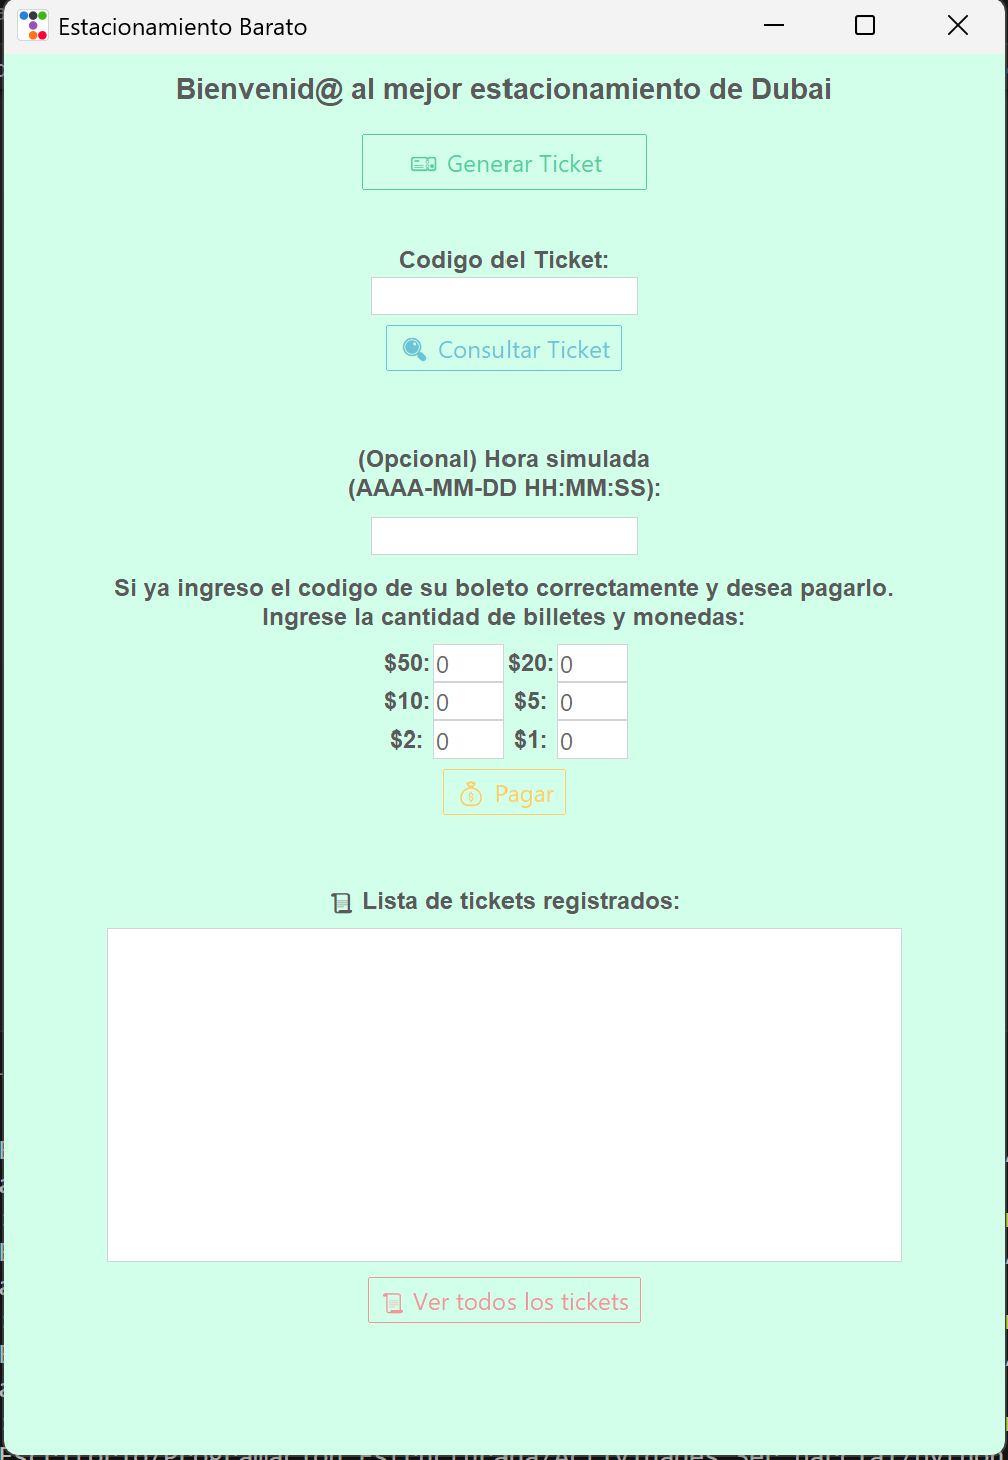 Estacionamiento Barato
Bienvenid@ al mejor estacionamiento de Dubai
Generar Ticket
Codigo del Ticket:
Consultar Ticket
(Opcional) Hora simulada
(AAAA-MM-DD HH:MM:SS):
Si ya ingreso el codigo de su boleto correctamente y desea pagarlo.
Ingrese la cantidad de billetes y monedas:
$50: 0 $20: 0
$10: 0 $5: 0
$2: 0 $1: 0
Pagar
Lista de tickets registrados:
Ver todos los tickets